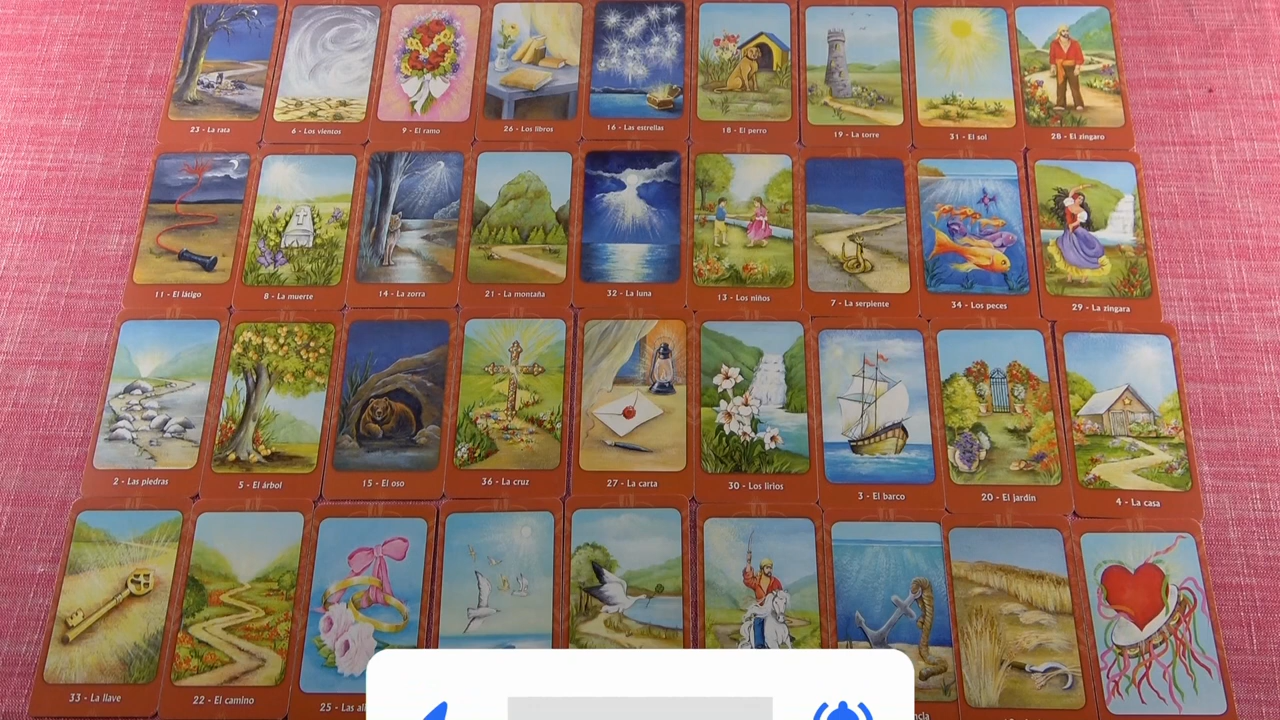 23 - La rata
6 - Los vientos
9 - El ramo
26 - Los libros
16 - Las estrellas
18 - El perro
19 - La torre
31 - El sol
28 - El zíngaro
11 - El látigo
8 - La muerte
14 - La zorra
21 - La montaña
32 - La luna
13 - Los niños
7 - La serpiente
34 - Los peces
29 - La zíngara
2 - Las piedras
5 - El árbol
15 - El oso
36 - La cruz
27 - La carta
30 - Los lirios
3 - El barco
20 - El jardín
4 - La casa
33 - La llave
22 - El camino
25 - Las al